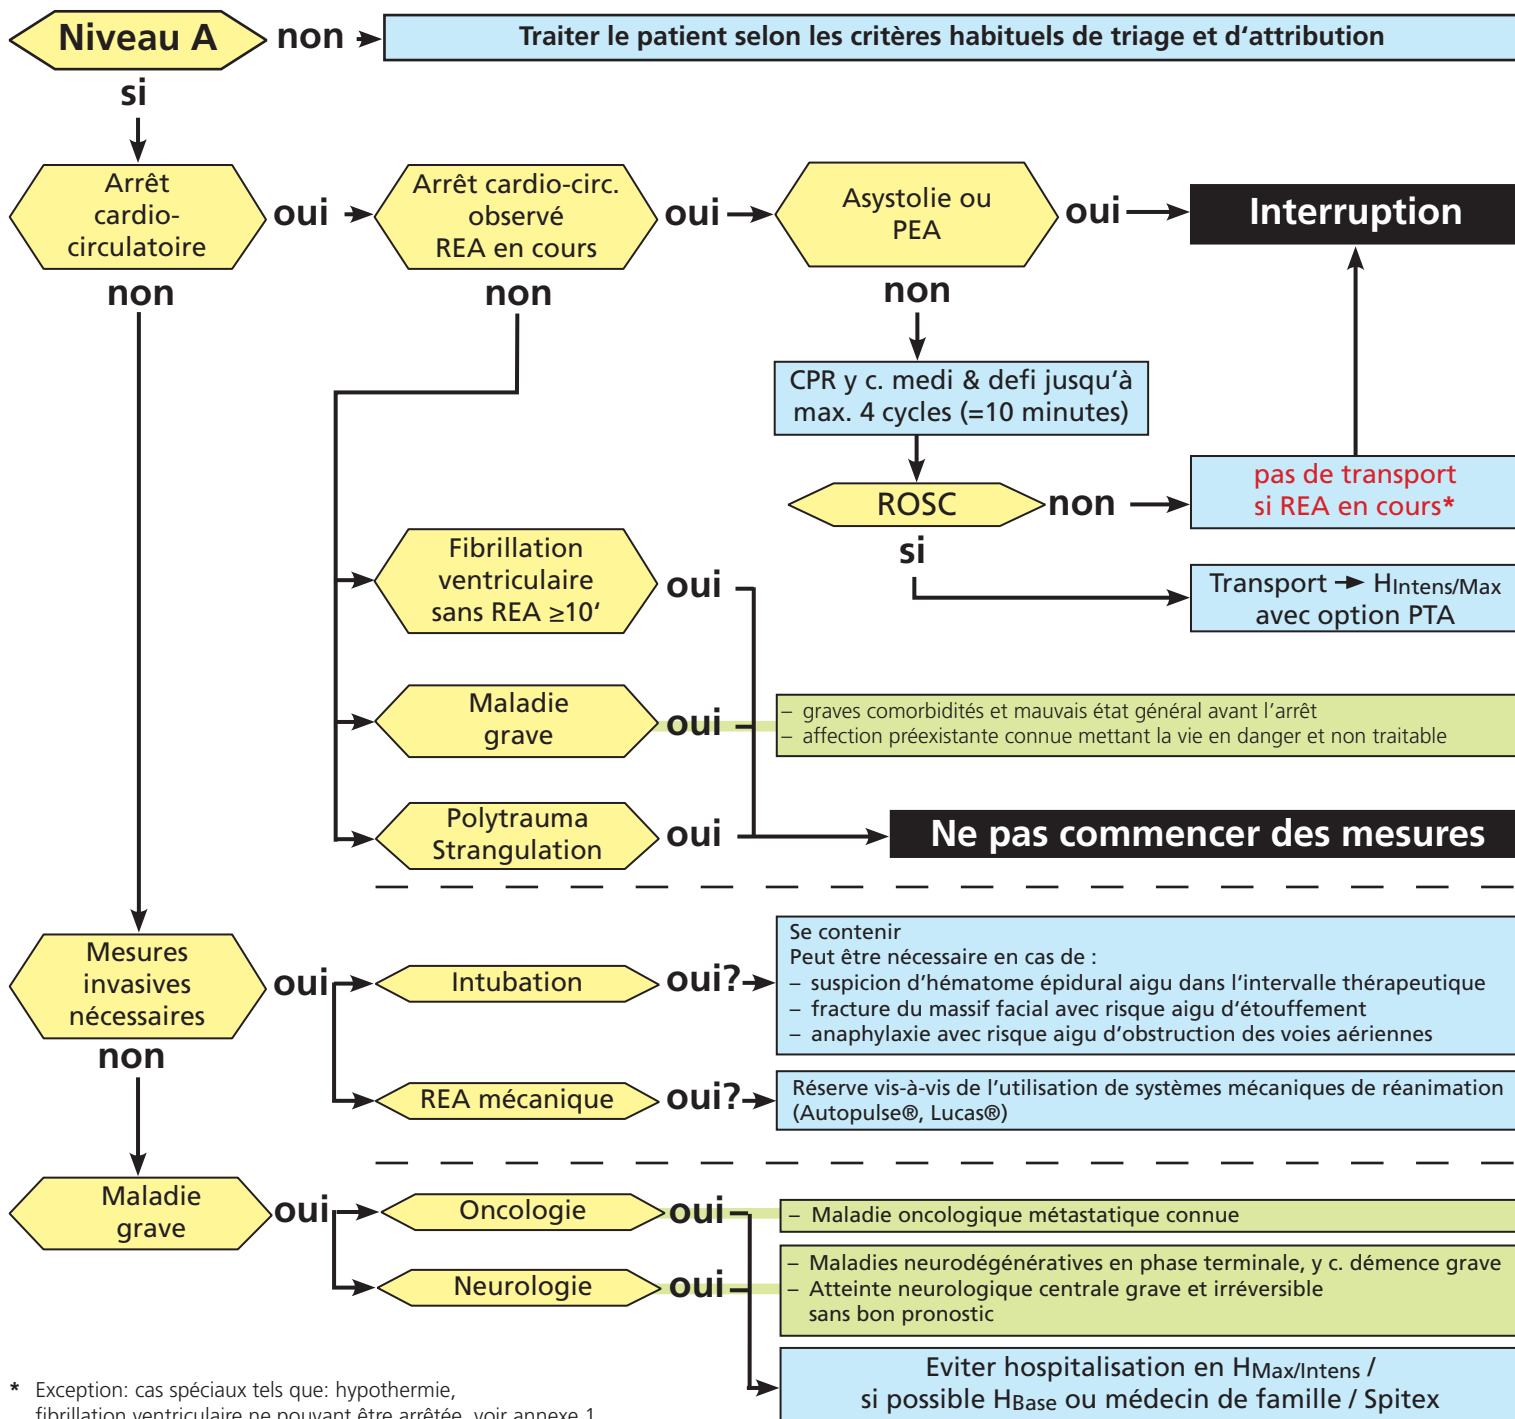 Niveau A
non
Traiter le patient selon les critères habituels de triage et d‘attribution
si
Arrêt
cardio-
circulatoire
oui
Arrêt cardio-circ.
observé
REA en cours
oui
Asystolie ou
PEA
oui
Interruption
non
non
non
CPR y c. medi & defi jusqu‘à
max. 4 cycles (=10 minutes)
ROSC
non
pas de transport
si REA en cours*
si
Transport → HIntens/Max
avec option PTA
Fibrillation
ventriculaire
sans REA ≥10‘
oui
Maladie
grave
oui
– graves comorbidités et mauvais état général avant l’arrêt
– affection préexistante connue mettant la vie en danger et non traitable
Polytrauma
Strangulation
oui
Ne pas commencer des mesures
Mesures
invasives
nécessaires
oui
Intubation
oui?
Se contenir
Peut être nécessaire en cas de :
– suspicion d’hématome épidural aigu dans l‘intervalle thérapeutique
– fracture du massif facial avec risque aigu d’étouffement
– anaphylaxie avec risque aigu d‘obstruction des voies aériennes
non
REA mécanique
oui?
Réserve vis-à-vis de l’utilisation de systèmes mécaniques de réanimation
(Autopulse®, Lucas®)
Maladie
grave
oui
Oncologie
oui
– Maladie oncologique métastatique connue
Neurologie
oui
– Maladies neurodégénératives en phase terminale, y c. démence grave
– Atteinte neurologique centrale grave et irréversible
sans bon pronostic
Eviter hospitalisation en HMax/Intens /
si possible HBase ou médecin de famille / Spitex
* Exception: cas spéciaux tels que: hypothermie,
fibrillation ventriculaire ne pouvant être arrêtée, voir annexe 1